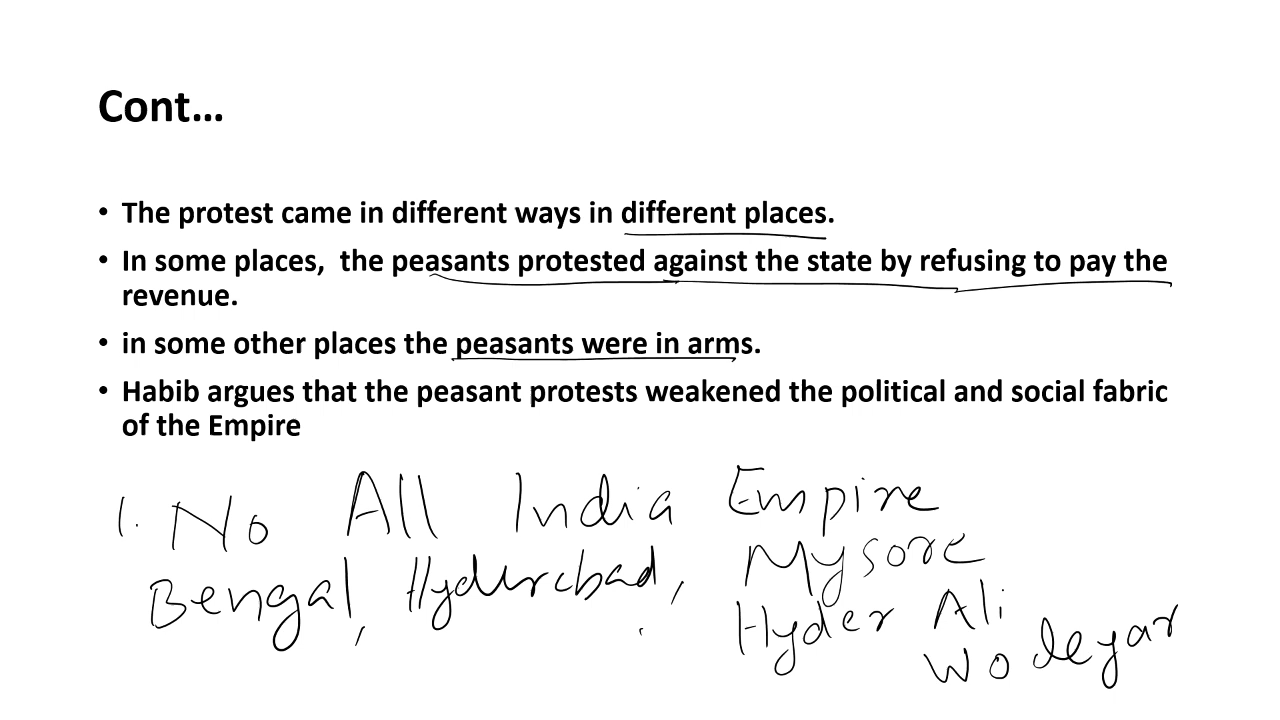 Cont...
• The protest came in different ways in different places.
• In some places,  the peasants protested against the state by refusing to pay the
revenue.
• in some other places the peasants were in arms.
• Habib argues that the peasant protests weakened the political and social fabric
of the Empire
1. No All India Empire
Bengal, Hyderabad, Mysore
Hyder Ali
Wodeyar